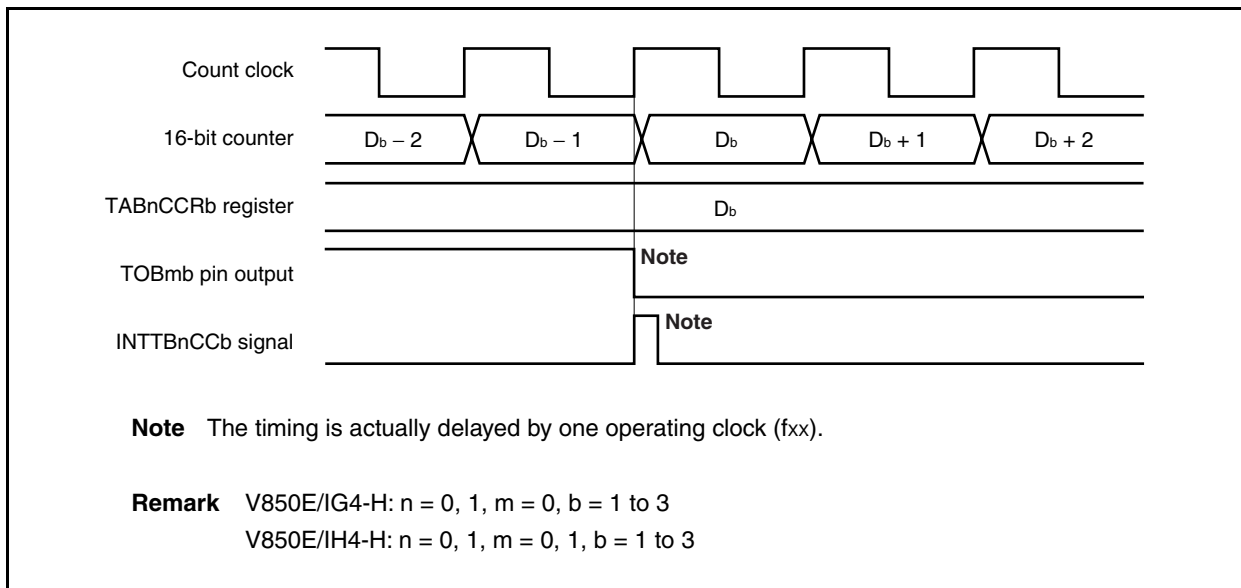 Count clock
16-bit counter
Db − 2
Db − 1
Db
Db + 1
Db + 2
TABnCCRb register
Db
TOBmb pin output
Note
INTTBnCCb signal
Note
Note The timing is actually delayed by one operating clock (fxx).
Remark V850E/IG4-H: n = 0, 1, m = 0, b = 1 to 3
V850E/IH4-H: n = 0, 1, m = 0, 1, b = 1 to 3